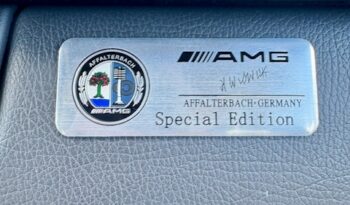 AFFALTERBACH
AMG
AMG
AFFALTERBACH·GERMANY
Special Edition